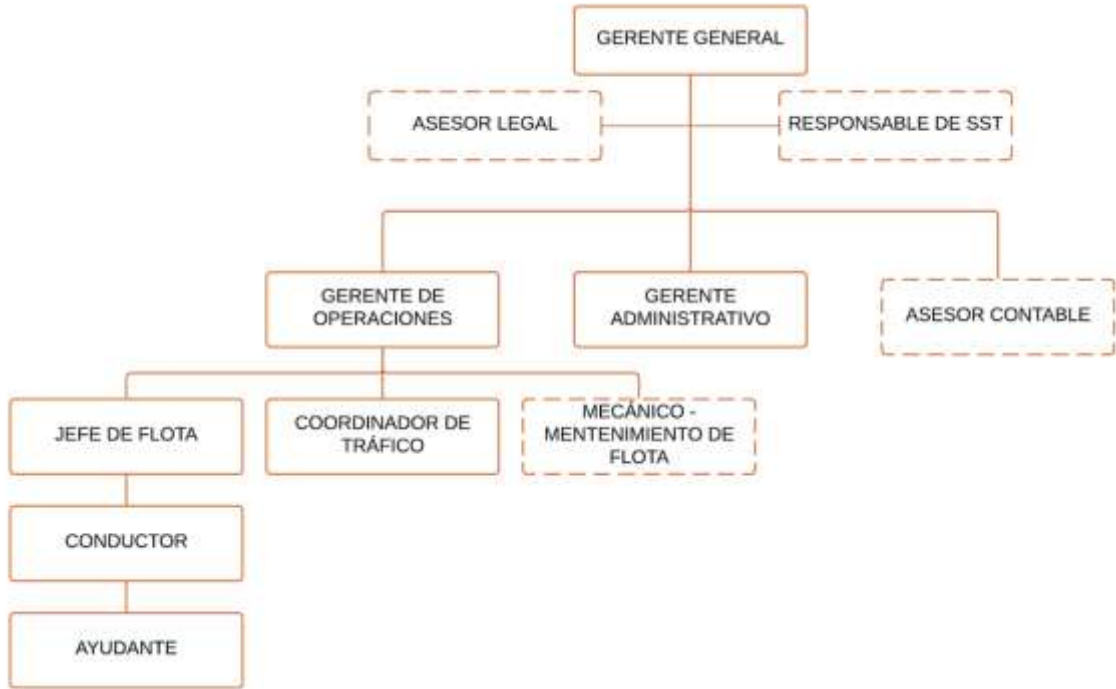 GERENTE GENERAL
ASESOR LEGAL
RESPONSABLE DE SST
GERENTE DE
OPERACIONES
GERENTE
ADMINISTRATIVO
ASESOR CONTABLE
JEFE DE FLOTA
COORDINADOR DE
TRÁFICO
MECÁNICO -
MENTENIMIENTO DE
FLOTA
CONDUCTOR
AYUDANTE